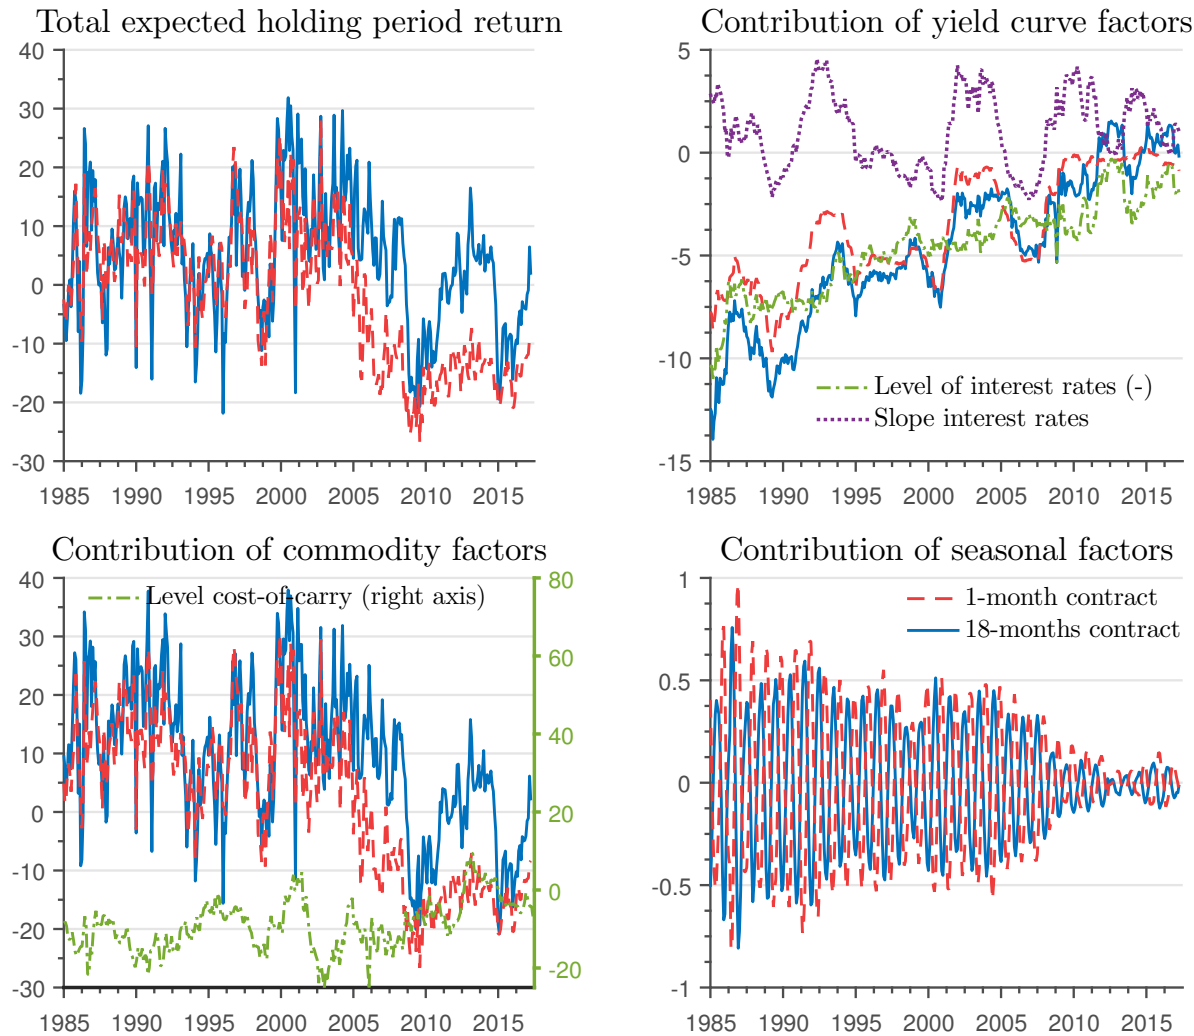 Total expected holding period return
40
30
20
10
0
-10
-20
-30
1985 1990 1995 2000 2005 2010 2015
Contribution of yield curve factors
5
0
-5
-10
-15
Level of interest rates (-)
Slope interest rates
1985 1990 1995 2000 2005 2010 2015
Contribution of commodity factors
40
30
20
10
0
-10
-20
-30
Level cost-of-carry (right axis)
80
60
40
20
0
-20
1985 1990 1995 2000 2005 2010 2015
Contribution of seasonal factors
1
0.5
0
-0.5
-1
1-month contract
18-months contract
1985 1990 1995 2000 2005 2010 2015